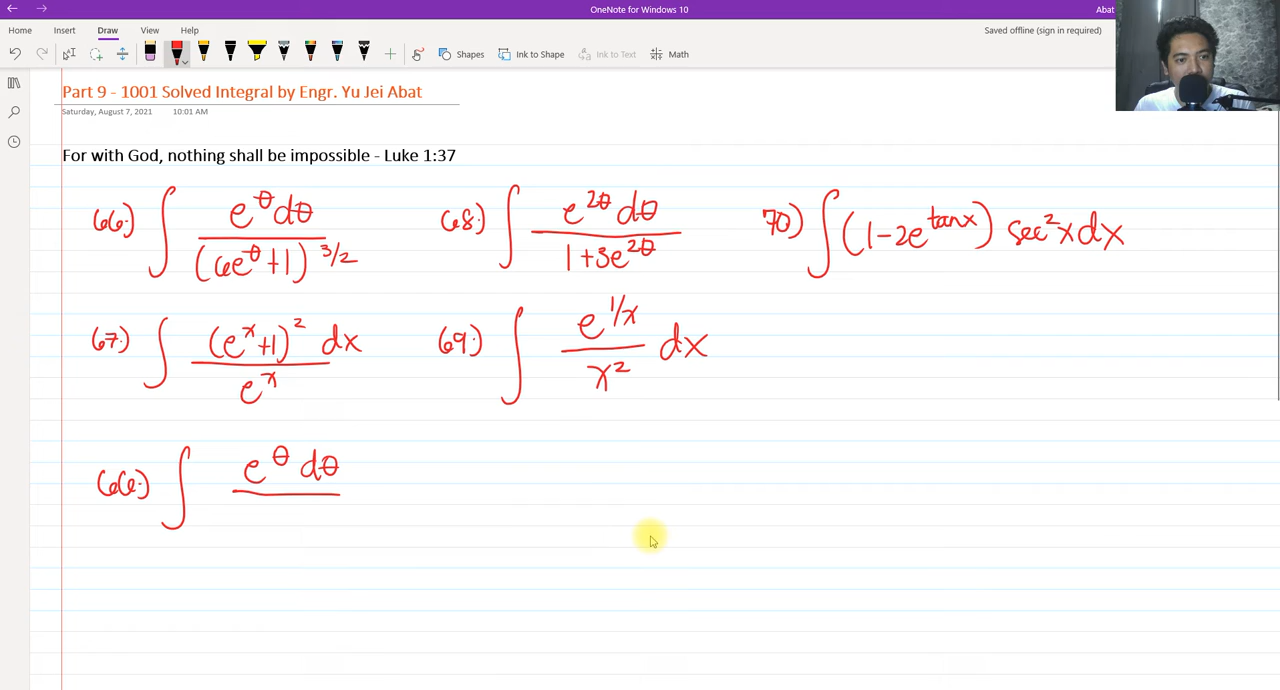 OneNote for Windows 10
Abat
Home Insert Draw View Help
Saved offline (sign in required)
Shapes Ink to Shape Ink to Text Math
Part 9 - 1001 Solved Integral by Engr. Yu Jei Abat
Saturday, August 7, 2021 10:01 AM
For with God, nothing shall be impossible - Luke 1:37
66.) ∫ e^θ dθ / (6e^θ+1)^3/2
68.) ∫ e^2θ dθ / 1+3e^2θ
70.) ∫ (1-2e^tanx) sec²x dx
67.) ∫ (e^x+1)² dx / e^x
69.) ∫ e^1/x / x² dx
66.) ∫ e^θ dθ